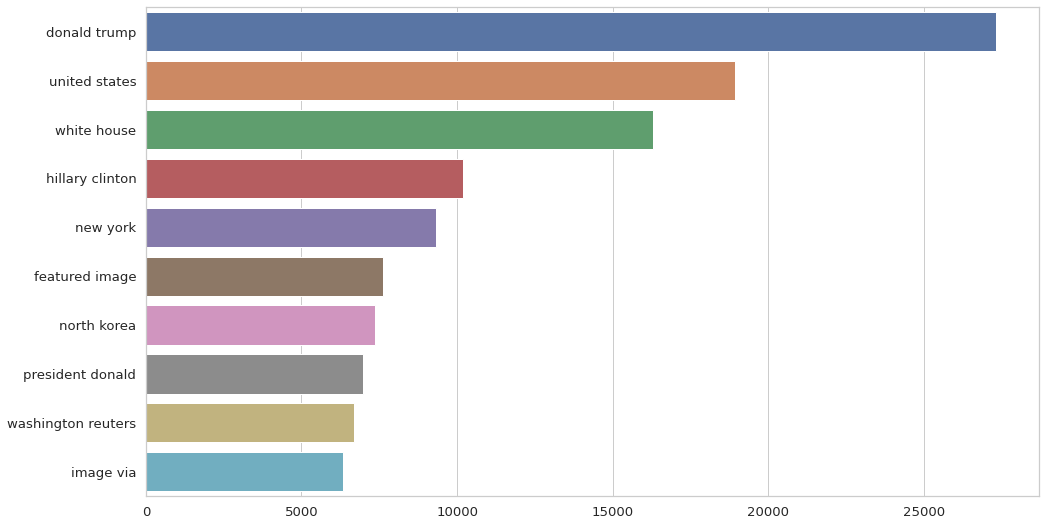 donald trump
united states
white house
hillary clinton
new york
featured image
north korea
president donald
washington reuters
image via
0 5000 10000 15000 20000 25000